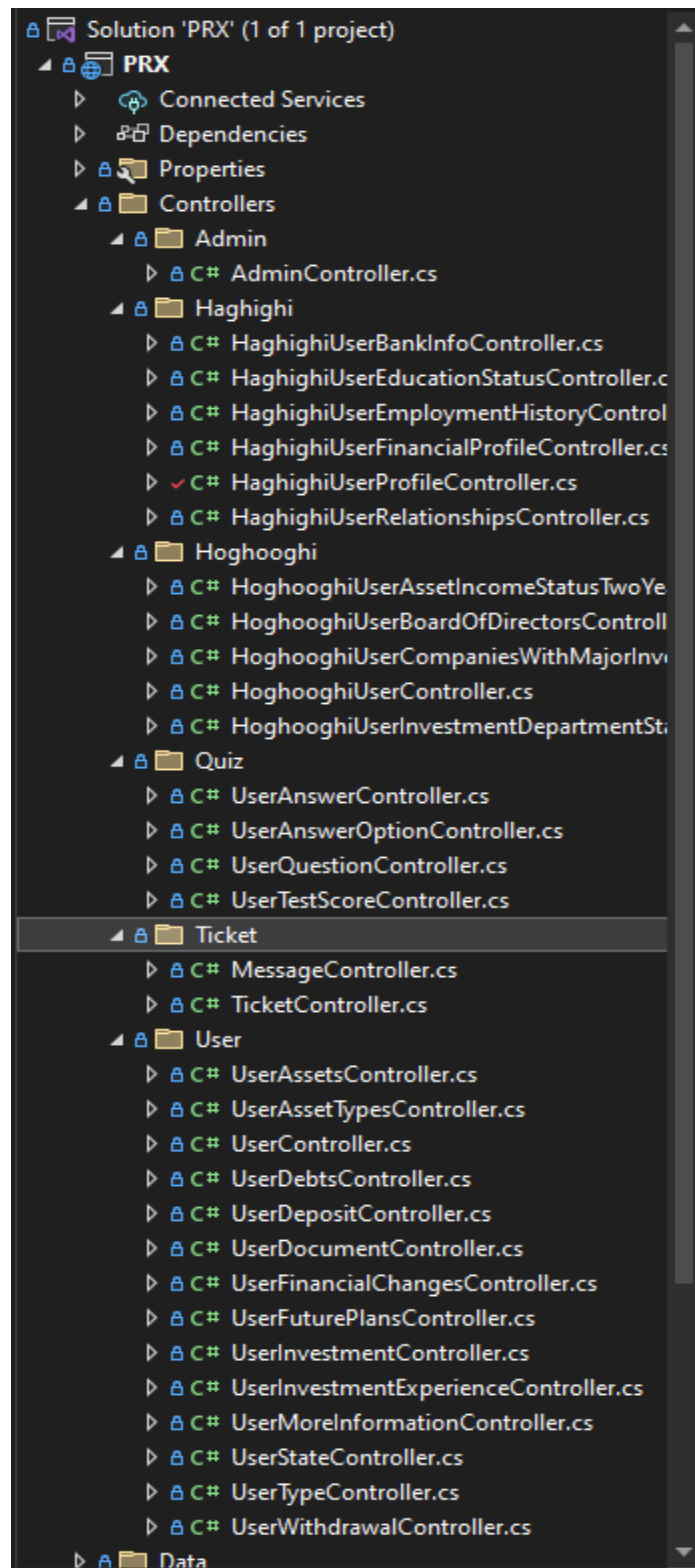 Solution 'PRX' (1 of 1 project)
PRX
Connected Services
Dependencies
Properties
Controllers
Admin
C# AdminController.cs
Haghighi
C# HaghighiUserBankInfoController.cs
C# HaghighiUserEducationStatusController.c
C# HaghighiUserEmploymentHistoryControl
C# HaghighiUserFinancialProfileController.cs
C# HaghighiUserProfileController.cs
C# HaghighiUserRelationshipsController.cs
Hoghooghi
C# HoghooghiUserAssetIncomeStatusTwoYe
C# HoghooghiUserBoardOfDirectorsControll
C# HoghooghiUserCompaniesWithMajorInv
C# HoghooghiUserController.cs
C# HoghooghiUserInvestmentDepartmentSta
Quiz
C# UserAnswerController.cs
C# UserAnswerOptionController.cs
C# UserQuestionController.cs
C# UserTestScoreController.cs
Ticket
C# MessageController.cs
C# TicketController.cs
User
C# UserAssetsController.cs
C# UserAssetTypesController.cs
C# UserController.cs
C# UserDebtsController.cs
C# UserDepositController.cs
C# UserDocumentController.cs
C# UserFinancialChangesController.cs
C# UserFuturePlansController.cs
C# UserInvestmentController.cs
C# UserInvestmentExperienceController.cs
C# UserMoreInformationController.cs
C# UserStateController.cs
C# UserTypeController.cs
C# UserWithdrawalController.cs
Data